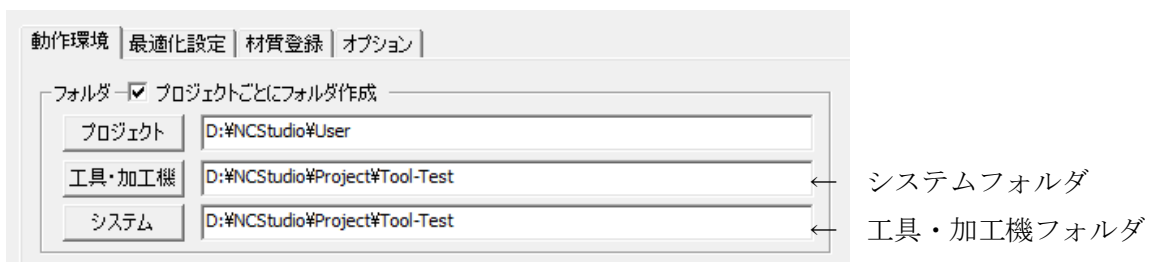 動作環境 最適化設定 材質登録 オプション
フォルダ プロジェクトごとにフォルダ作成
プロジェクト D:¥NCStudio¥User
工具・加工機 D:¥NCStudio¥Project¥Tool-Test ← システムフォルダ
システム D:¥NCStudio¥Project¥Tool-Test ← 工具・加工機フォルダ